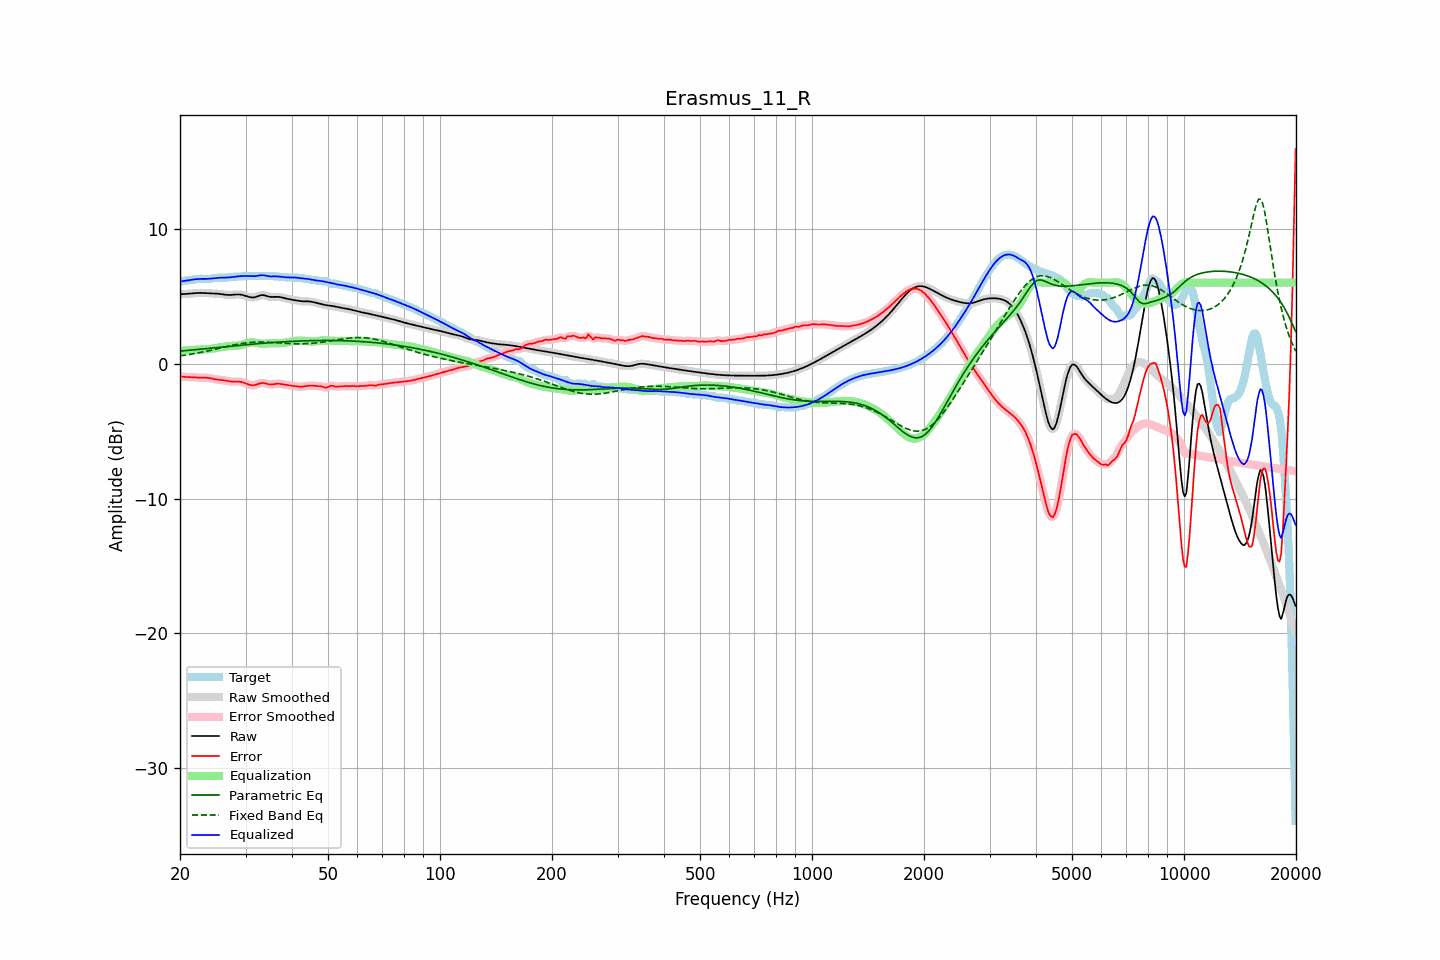 Erasmus_11_R
Amplitude (dBr)
10
0
−10
−20
−30
Target
Raw Smoothed
Error Smoothed
Raw
Error
Equalization
Parametric Eq
Fixed Band Eq
Equalized
20 50 100 200 500 1000 2000 5000 10000 20000
Frequency (Hz)